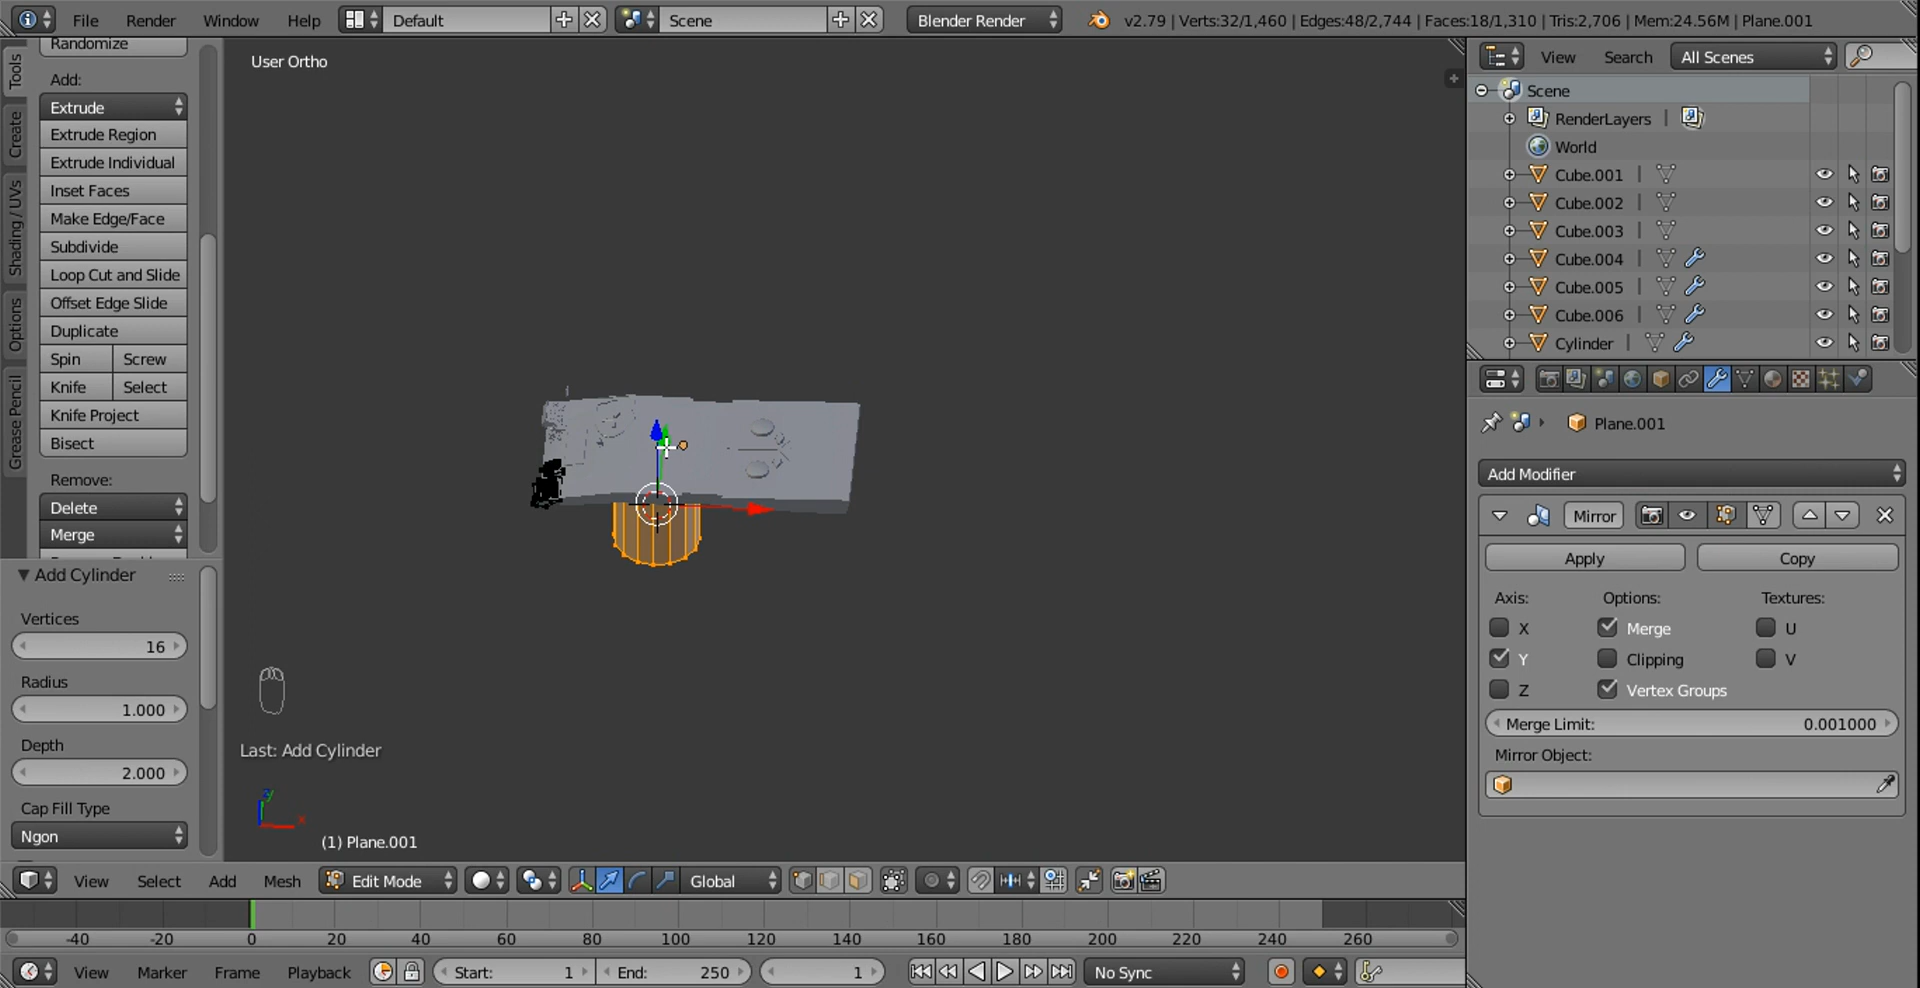 File Render Window Help Default Scene Blender Render v2.79 | Verts:32/1,460 | Edges:48/2,744 | Faces:18/1,310 | Tris:2,706 | Mem:24.56M | Plane.001
Tools
Create
Shading / UVs
Options
Grease Pencil
Randomize
Add:
Extrude
Extrude Region
Extrude Individual
Inset Faces
Make Edge/Face
Subdivide
Loop Cut and Slide
Offset Edge Slide
Duplicate
Spin Screw
Knife Select
Knife Project
Bisect
Remove:
Delete
Merge
Add Cylinder
Vertices
16
Radius
1.000
Depth
2.000
Cap Fill Type
Ngon
User Ortho
Last: Add Cylinder
y
x
(1) Plane.001
View Select Add Mesh Edit Mode Global
-40 -20 0 20 40 60 80 100 120 140 160 180 200 220 240 260
View Marker Frame Playback Start: 1 End: 250 1 No Sync
View Search All Scenes
Scene
RenderLayers |
World
Cube.001 |
Cube.002 |
Cube.003 |
Cube.004 |
Cube.005 |
Cube.006 |
Cylinder |
Plane.001
Add Modifier
Mirror
Apply Copy
Axis: Options: Textures:
X Merge U
Y Clipping V
Z Vertex Groups
Merge Limit: 0.001000
Mirror Object: